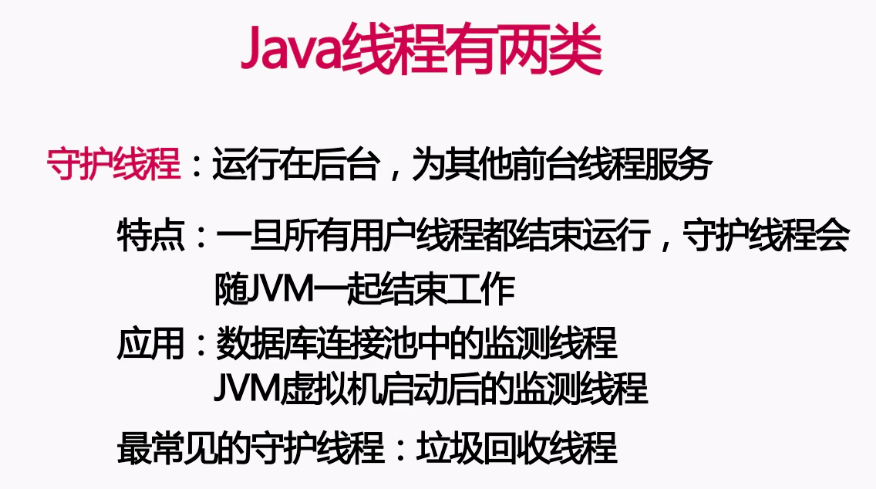 Java线程有两类
守护线程：运行在后台，为其他前台线程服务
特点：一旦所有用户线程都结束运行，守护线程会
随JVM一起结束工作
应用：数据库连接池中的监测线程
JVM虚拟机启动后的监测线程
最常见的守护线程：垃圾回收线程